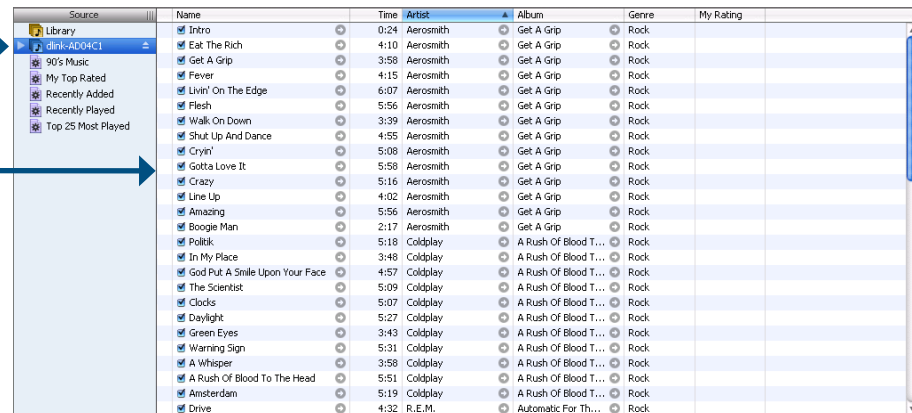 Source Name Time Artist Album Genre My Rating
Library
dlink-AD04C1
90's Music
My Top Rated
Recently Added
Recently Played
Top 25 Most Played
Intro 0:24 Aerosmith Get A Grip Rock
Eat The Rich 4:10 Aerosmith Get A Grip Rock
Get A Grip 3:58 Aerosmith Get A Grip Rock
Fever 4:15 Aerosmith Get A Grip Rock
Livin' On The Edge 6:07 Aerosmith Get A Grip Rock
Flesh 5:56 Aerosmith Get A Grip Rock
Walk On Down 3:39 Aerosmith Get A Grip Rock
Shut Up And Dance 4:55 Aerosmith Get A Grip Rock
Cryin' 5:08 Aerosmith Get A Grip Rock
Gotta Love It 5:58 Aerosmith Get A Grip Rock
Crazy 5:16 Aerosmith Get A Grip Rock
Line Up 4:02 Aerosmith Get A Grip Rock
Amazing 5:56 Aerosmith Get A Grip Rock
Boogie Man 2:17 Aerosmith Get A Grip Rock
Politik 5:18 Coldplay A Rush Of Blood T... Rock
In My Place 3:48 Coldplay A Rush Of Blood T... Rock
God Put A Smile Upon Your Face 4:57 Coldplay A Rush Of Blood T... Rock
The Scientist 5:09 Coldplay A Rush Of Blood T... Rock
Clocks 5:07 Coldplay A Rush Of Blood T... Rock
Daylight 5:27 Coldplay A Rush Of Blood T... Rock
Green Eyes 3:43 Coldplay A Rush Of Blood T... Rock
Warning Sign 5:31 Coldplay A Rush Of Blood T... Rock
A Whisper 3:58 Coldplay A Rush Of Blood T... Rock
A Rush Of Blood To The Head 5:51 Coldplay A Rush Of Blood T... Rock
Amsterdam 5:19 Coldplay A Rush Of Blood T... Rock
Drive 4:32 R.E.M. Automatic For Th... Rock